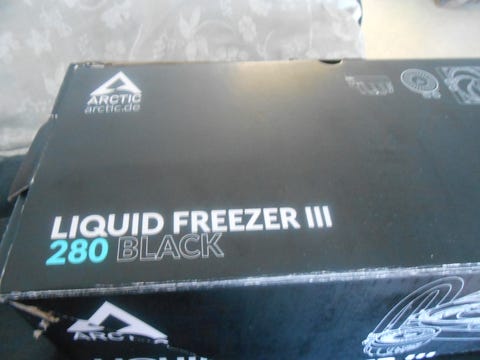 ARCTIC
arctic.de
LIQUID FREEZER III
280 BLACK
ARCTIC